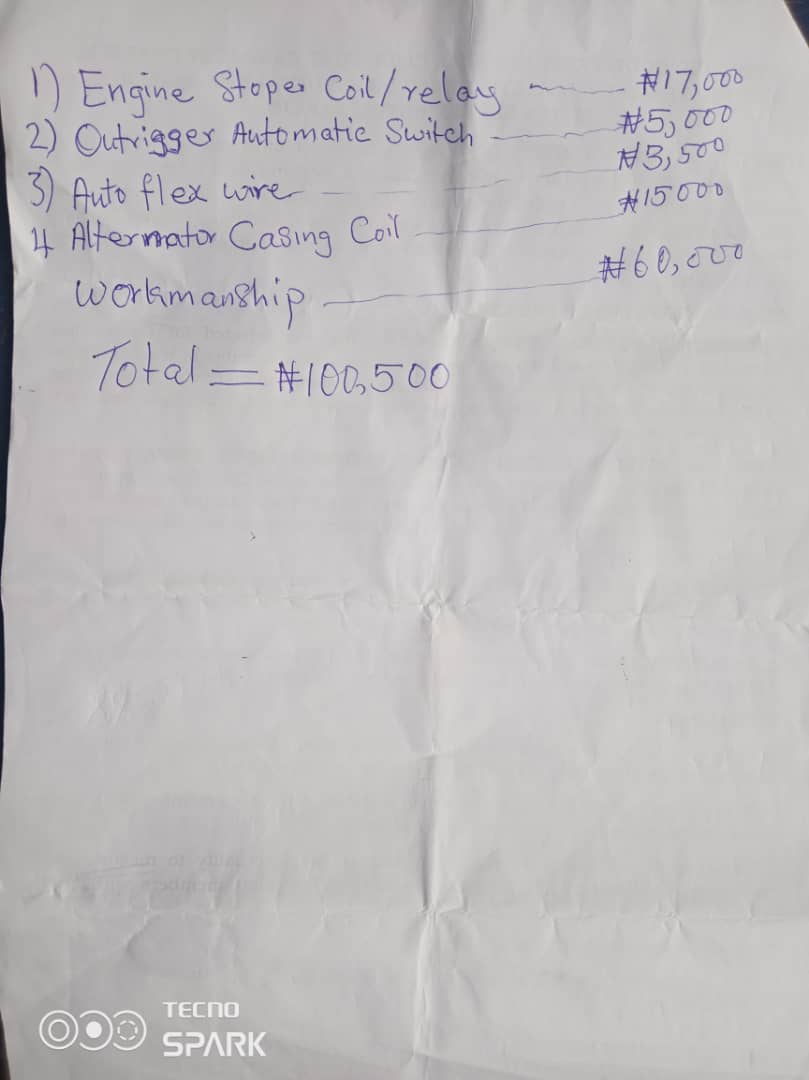 1) Engine Stoper Coil/relay ₦17,000
2) Outrigger Automatic Switch ₦5,000
3) Auto flex wire ₦3,500
4 Altermator Casing Coil ₦15000
Workmanship ₦60,000
Total = ₦100,500
TECNO
SPARK